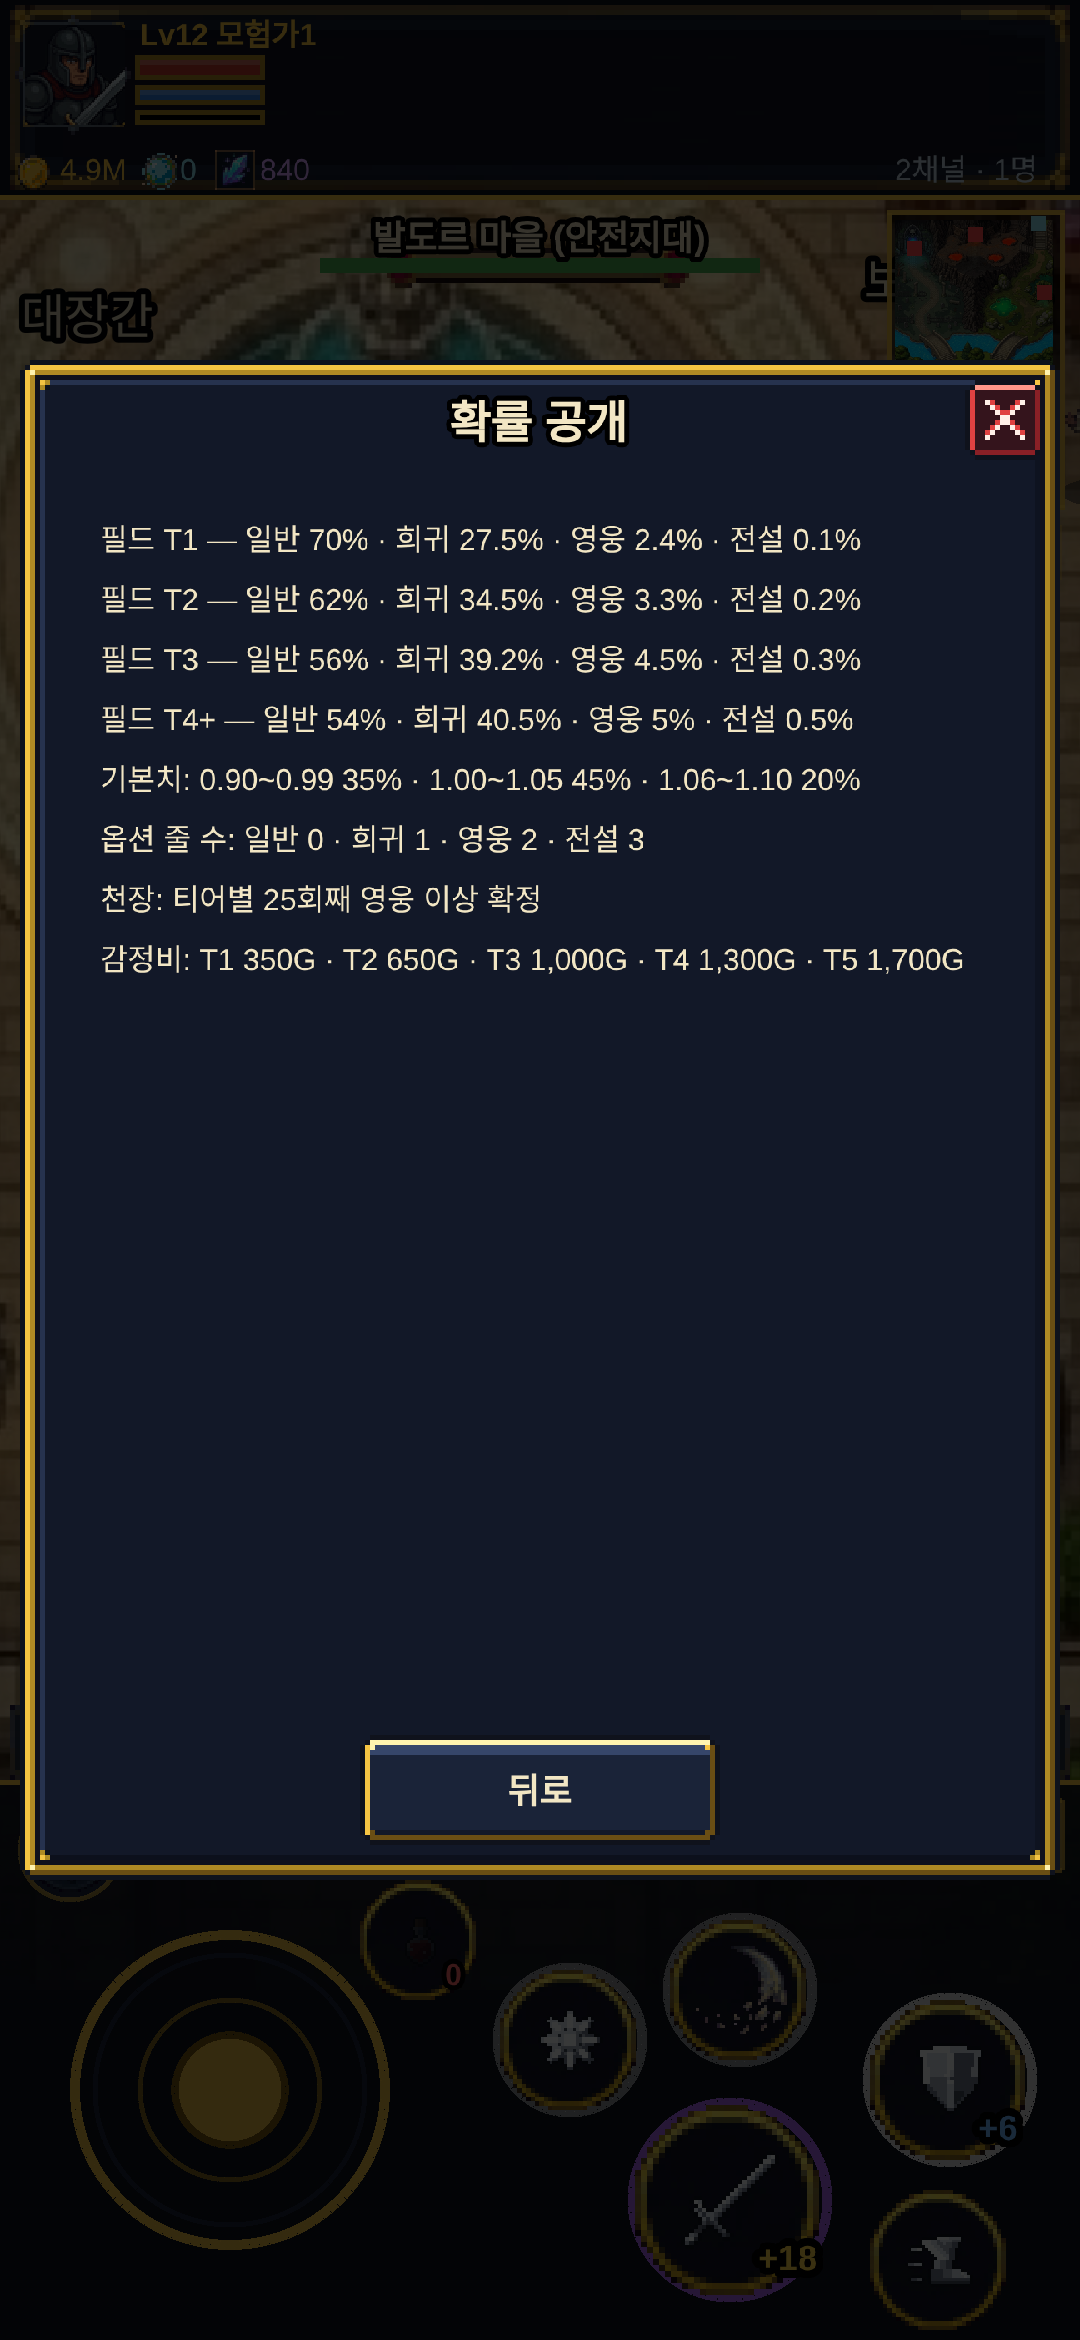 Lv12 모험가1
4.9M 0 840 2채널 · 1명
발도르 마을 (안전지대)
대장간
확률 공개
필드 T1 — 일반 70% · 희귀 27.5% · 영웅 2.4% · 전설 0.1%
필드 T2 — 일반 62% · 희귀 34.5% · 영웅 3.3% · 전설 0.2%
필드 T3 — 일반 56% · 희귀 39.2% · 영웅 4.5% · 전설 0.3%
필드 T4+ — 일반 54% · 희귀 40.5% · 영웅 5% · 전설 0.5%
기본치: 0.90~0.99 35% · 1.00~1.05 45% · 1.06~1.10 20%
옵션 줄 수: 일반 0 · 희귀 1 · 영웅 2 · 전설 3
천장: 티어별 25회째 영웅 이상 확정
감정비: T1 350G · T2 650G · T3 1,000G · T4 1,300G · T5 1,700G
뒤로
0
+6
+18